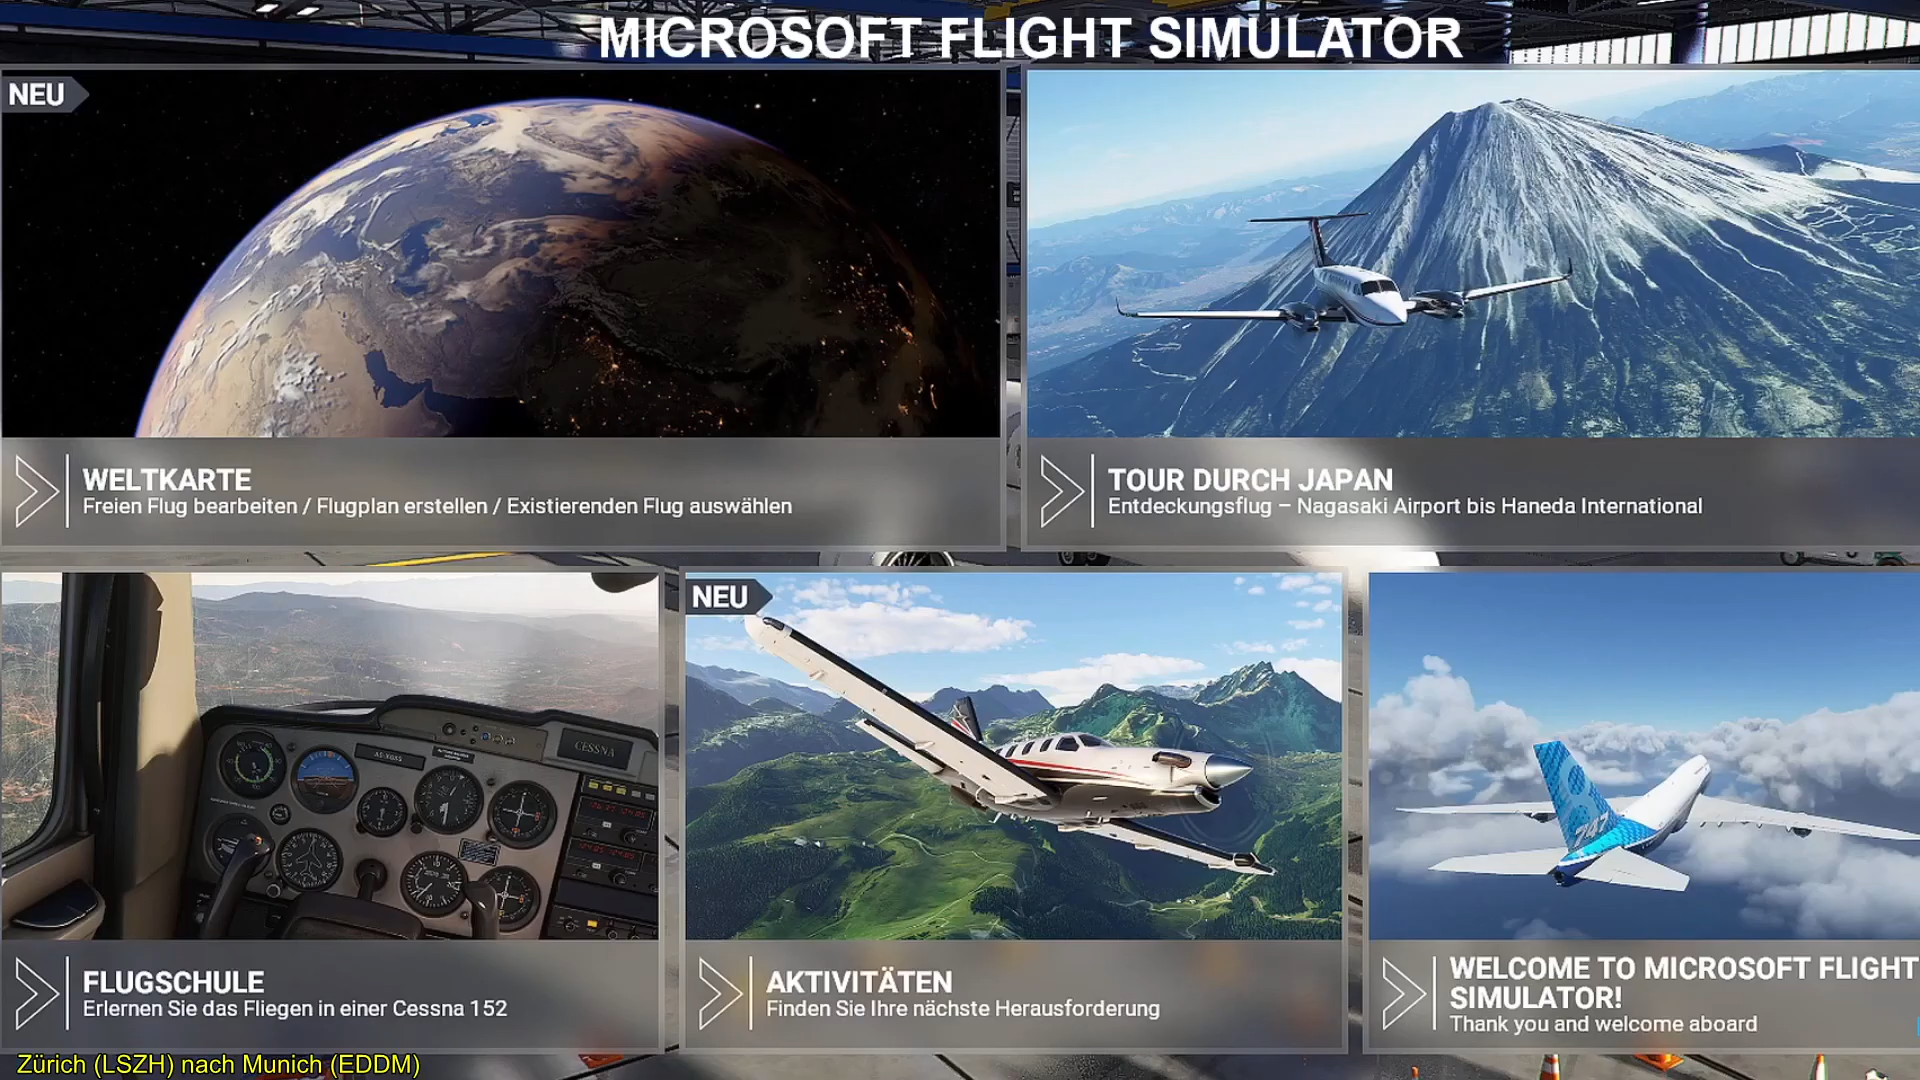 MICROSOFT FLIGHT SIMULATOR
NEU
WELTKARTE
Freien Flug bearbeiten / Flugplan erstellen / Existierenden Flug auswählen
TOUR DURCH JAPAN
Entdeckungsflug – Nagasaki Airport bis Haneda International
CESSNA
FLUGSCHULE
Erlernen Sie das Fliegen in einer Cessna 152
NEU
AKTIVITÄTEN
Finden Sie Ihre nächste Herausforderung
747
WELCOME TO MICROSOFT FLIGHT
SIMULATOR!
Thank you and welcome aboard
Zürich (LSZH) nach Munich (EDDM)